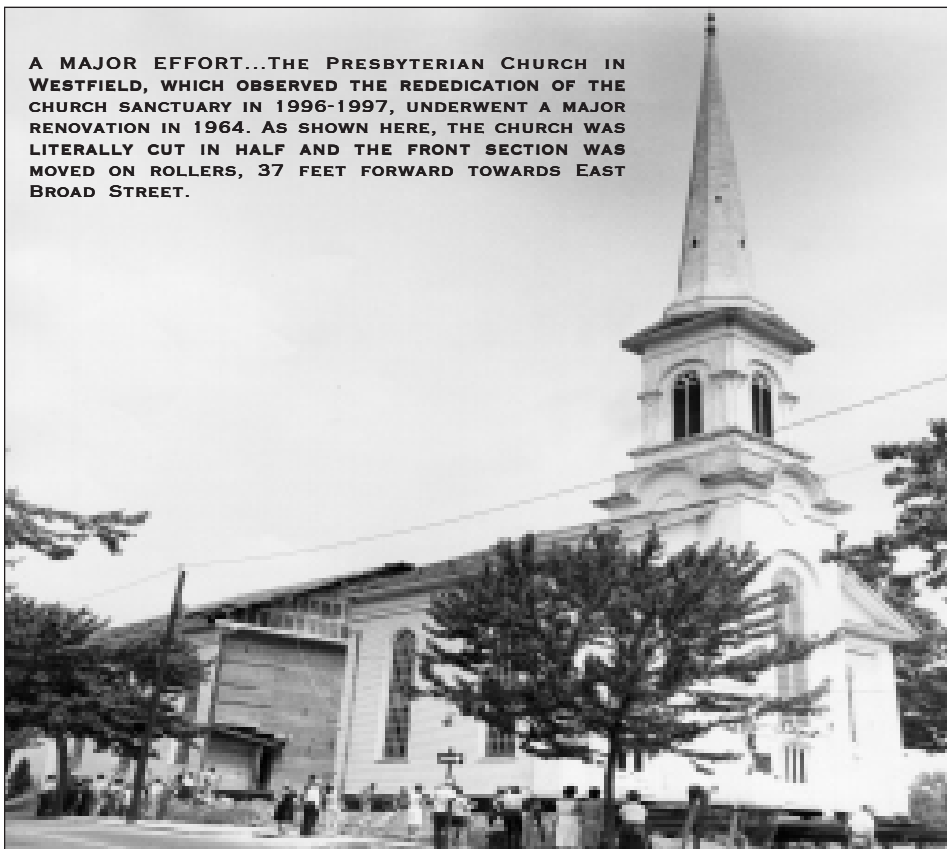 A MAJOR EFFORT...The Presbyterian Church in
Westfield, which observed the rededication of the
church sanctuary in 1996-1997, underwent a major
renovation in 1964. As shown here, the church was
literally cut in half and the front section was
moved on rollers, 37 feet forward towards East
Broad Street.